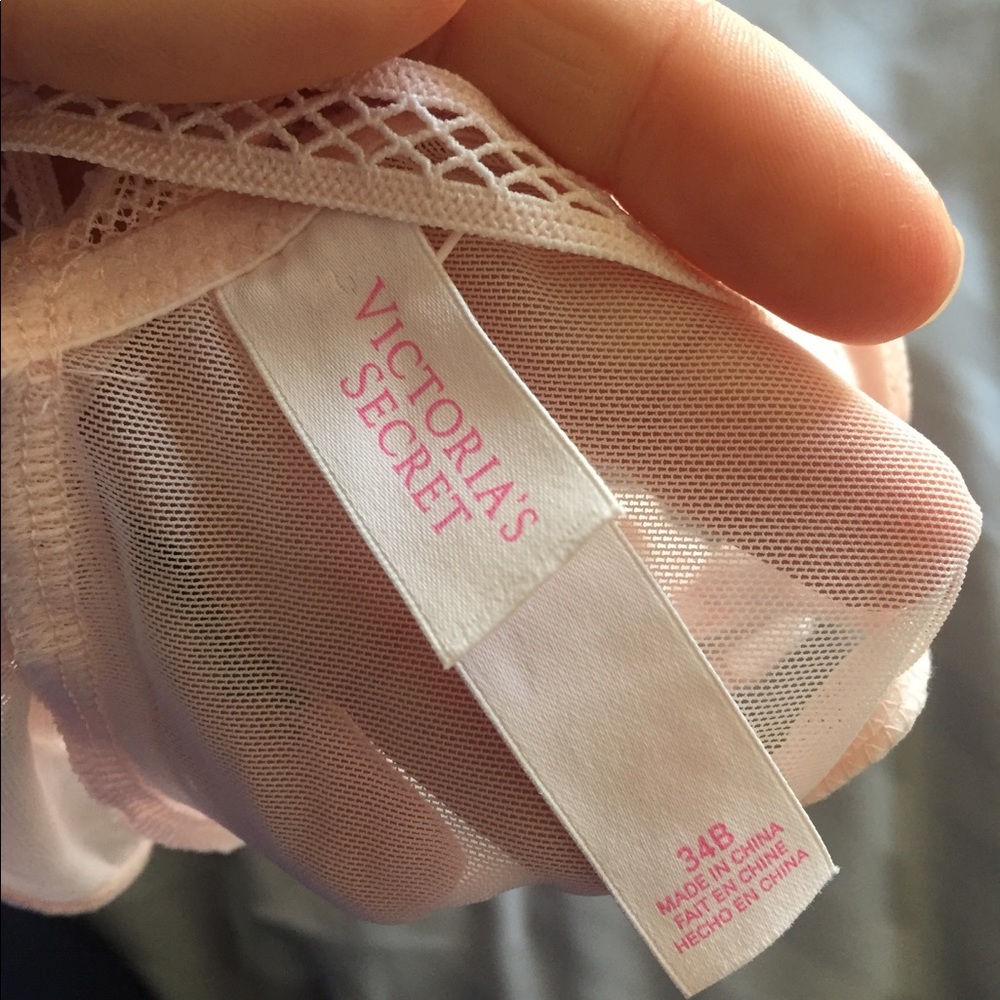 VICTORIA'S
SECRET
34B
MADE IN CHINA
FAIT EN CHINE
HECHO EN CHINA